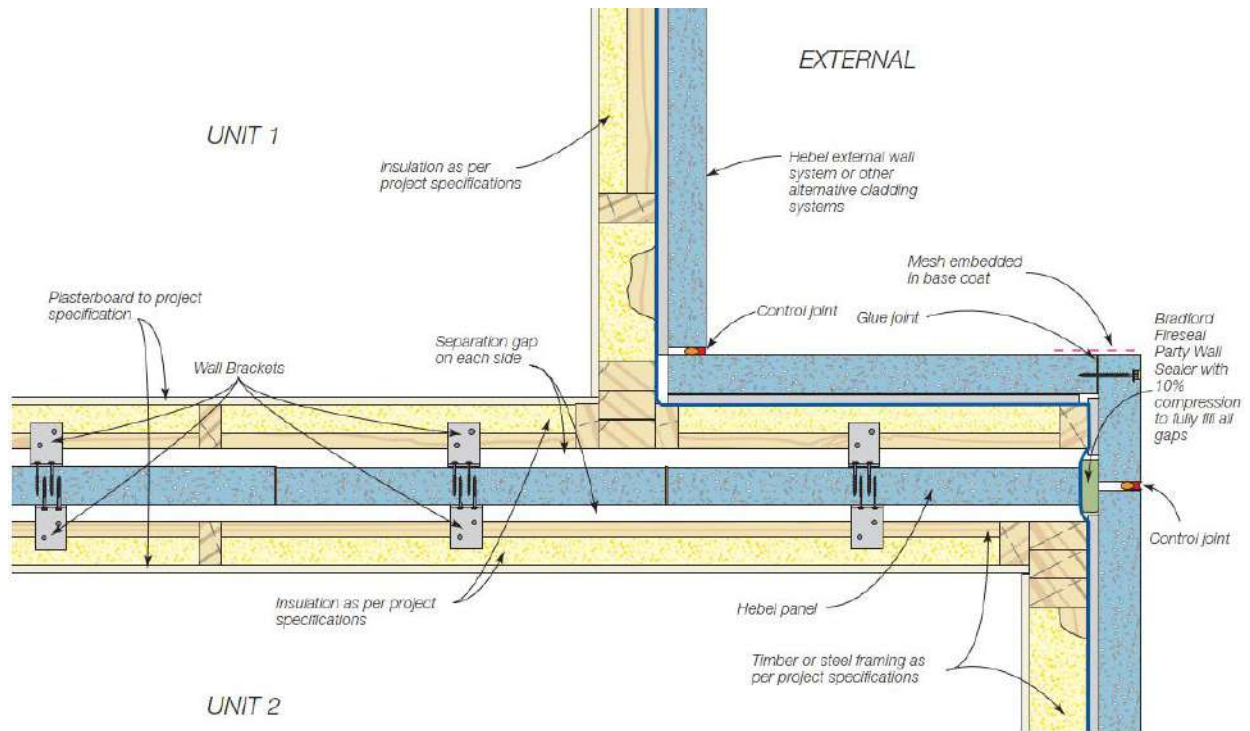 EXTERNAL
UNIT 1
Insulation as per
project specifications
Hebel external wall
system or other
alternative cladding
systems
Mesh embedded
in base coat
Plasterboard to project
specification
Control joint
Glue joint
Bradford
Fireseal
Party Wall
Sealer with
10%
compression
to fully fill all
gaps
Separation gap
on each side
Wall Brackets
Control joint
Insulation as per project
specifications
Hebel panel
Timber or steel framing as
per project specifications
UNIT 2